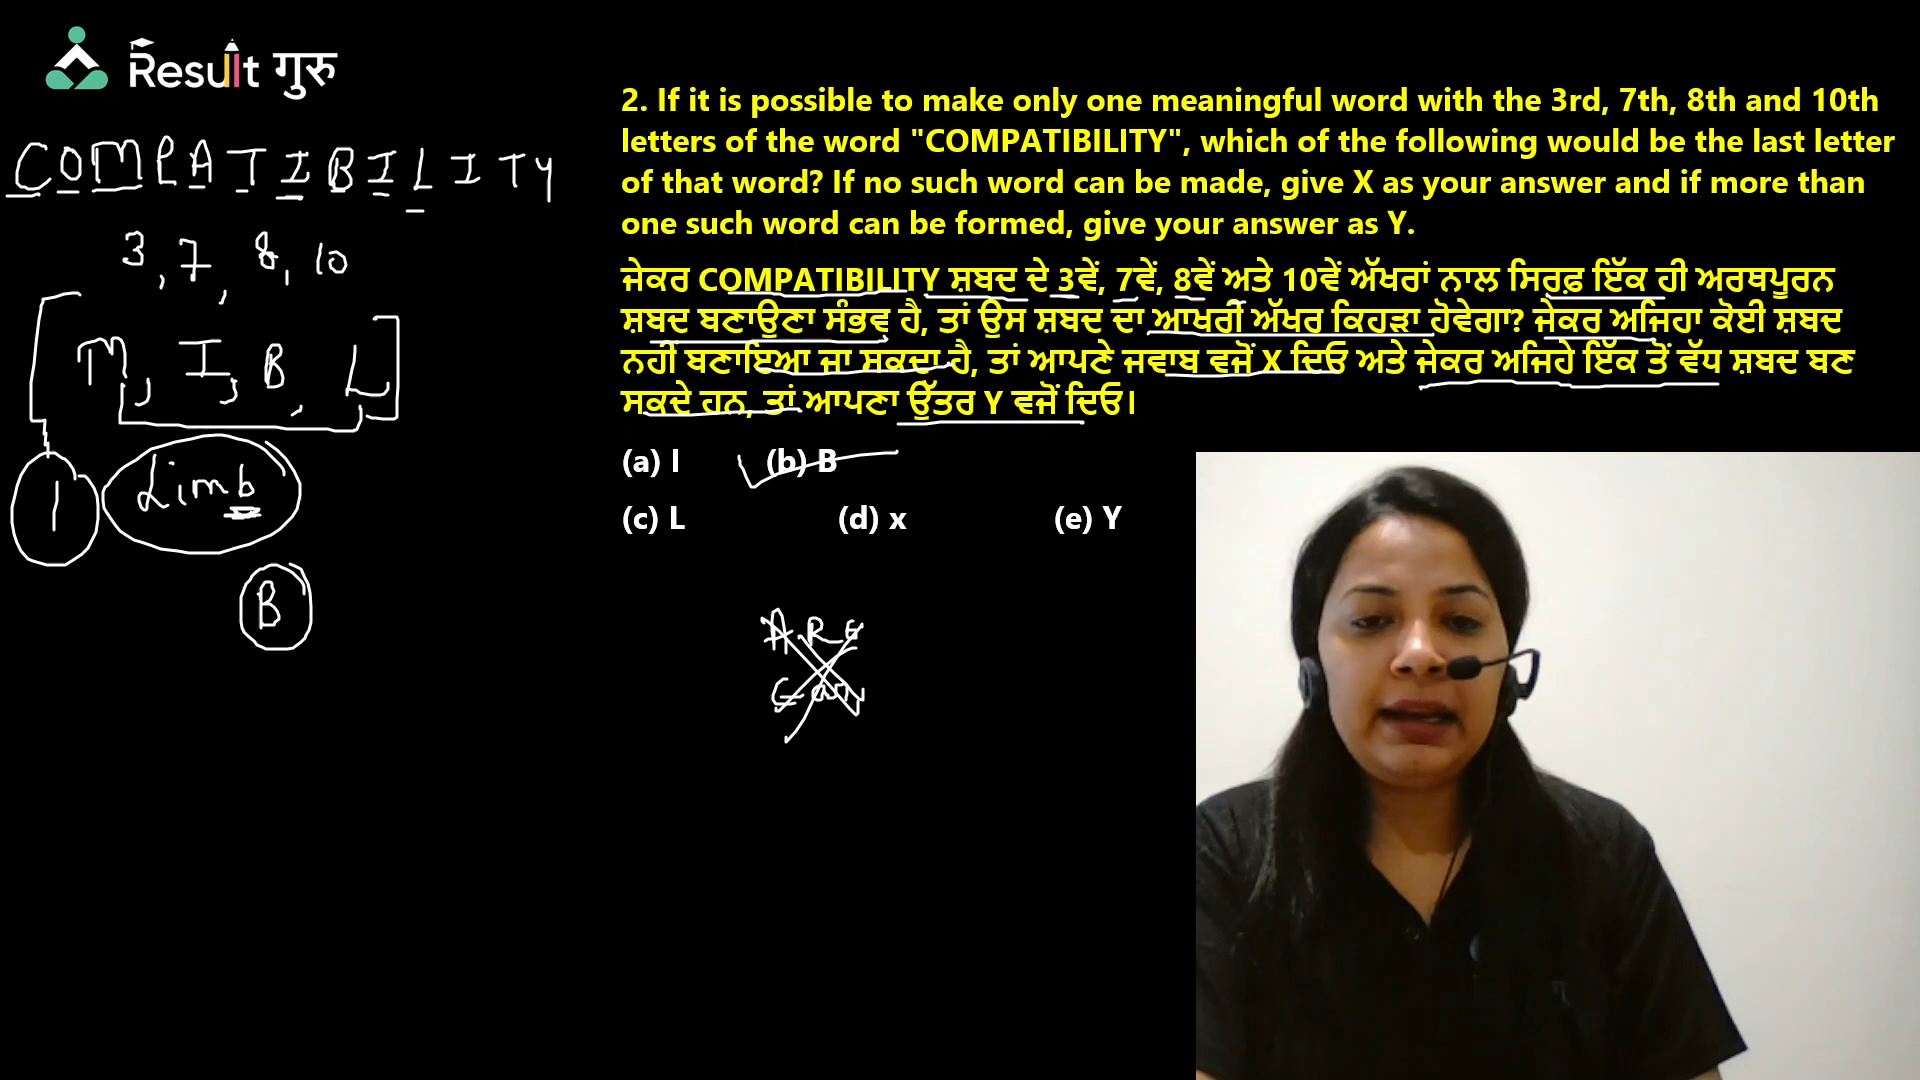 Result गुरु
COMPATIBILITY
3, 7, 8, 10
M, I, B, L
1 Limb
B
2. If it is possible to make only one meaningful word with the 3rd, 7th, 8th and 10th
letters of the word "COMPATIBILITY", which of the following would be the last letter
of that word? If no such word can be made, give X as your answer and if more than
one such word can be formed, give your answer as Y.
ਜੇਕਰ COMPATIBILITY ਸ਼ਬਦ ਦੇ 3ਵੇਂ, 7ਵੇਂ, 8ਵੇਂ ਅਤੇ 10ਵੇਂ ਅੱਖਰਾਂ ਨਾਲ ਸਿਰਫ਼ ਇੱਕ ਹੀ ਅਰਥਪੂਰਨ
ਸ਼ਬਦ ਬਣਾਉਣਾ ਸੰਭਵ ਹੈ, ਤਾਂ ਉਸ ਸ਼ਬਦ ਦਾ ਆਖਰੀ ਅੱਖਰ ਕਿਹੜਾ ਹੋਵੇਗਾ? ਜੇਕਰ ਅਜਿਹਾ ਕੋਈ ਸ਼ਬਦ
ਨਹੀਂ ਬਣਾਇਆ ਜਾ ਸਕਦਾ ਹੈ, ਤਾਂ ਆਪਣੇ ਜਵਾਬ ਵਜੋਂ X ਦਿਓ ਅਤੇ ਜੇਕਰ ਅਜਿਹੇ ਇੱਕ ਤੋਂ ਵੱਧ ਸ਼ਬਦ ਬਣ
ਸਕਦੇ ਹਨ, ਤਾਂ ਆਪਣਾ ਉੱਤਰ Y ਵਜੋਂ ਦਿਓ।
(a) l (b) B
(c) L (d) x (e) Y
ARE